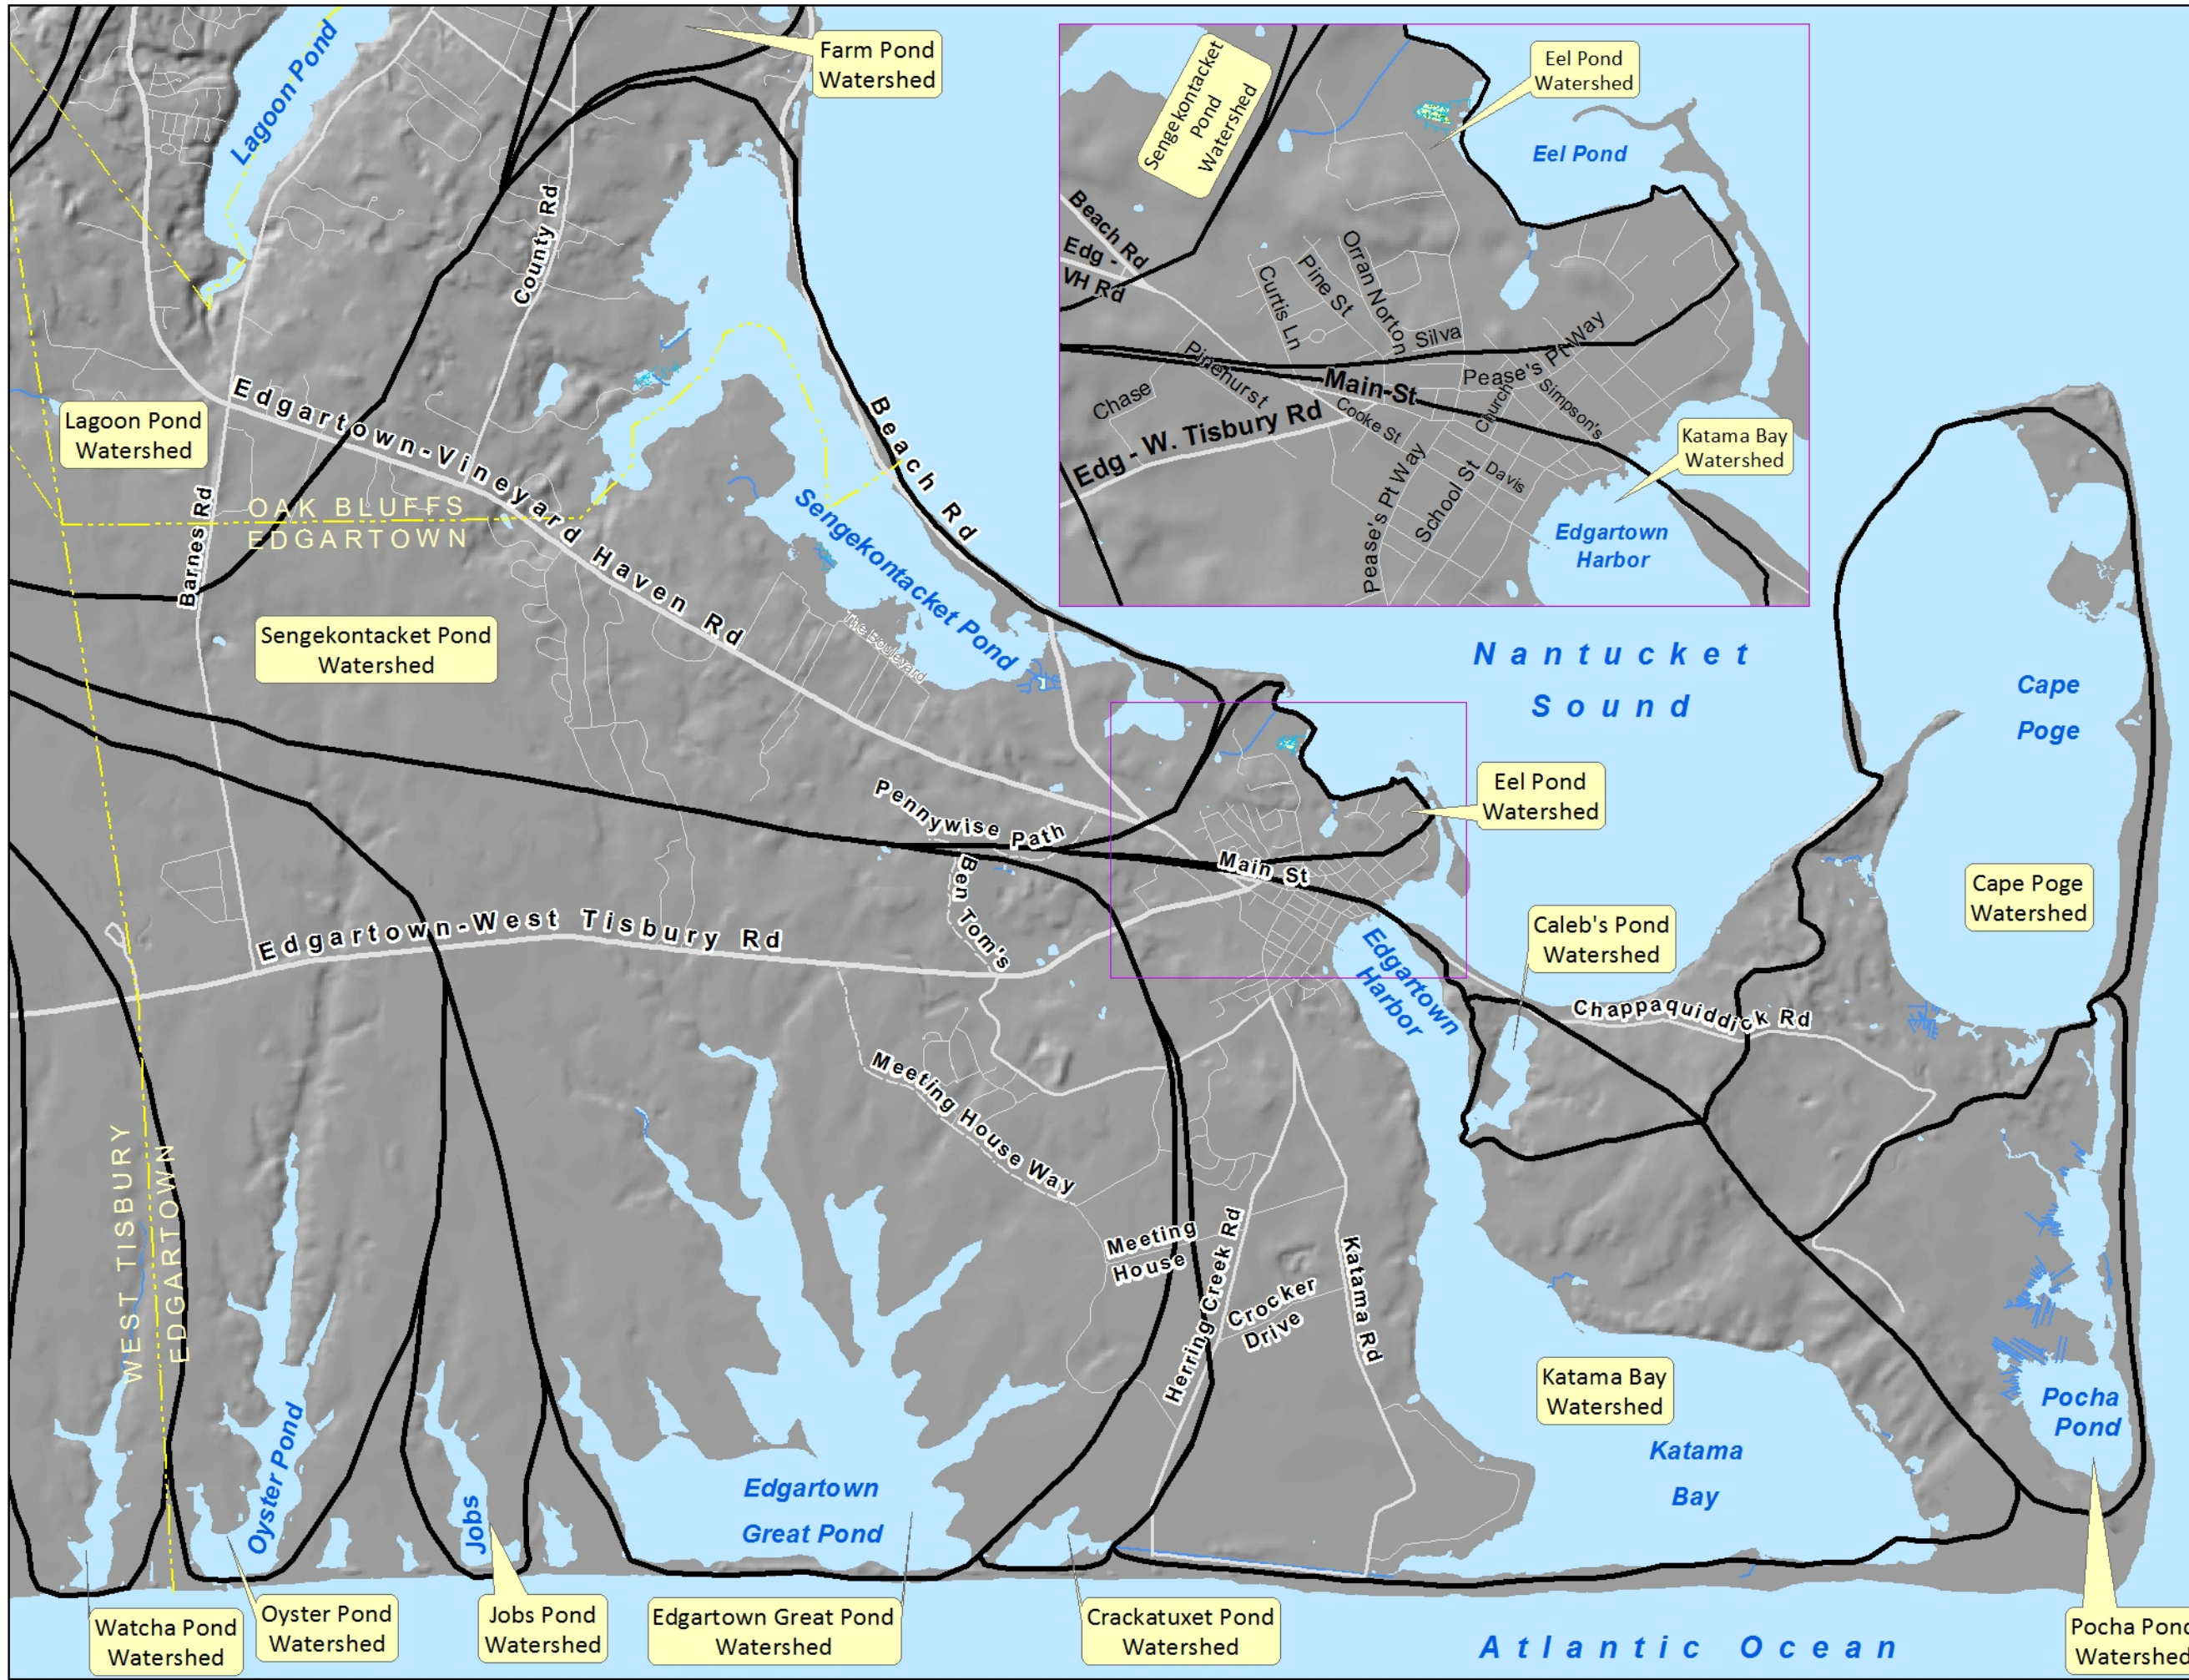 Farm Pond
Watershed
Lagoon Pond
County Rd
Sengekontacket
Pond
Watershed
Eel Pond
Watershed
Eel Pond
Beach Rd
Edg -
VH Rd
Curtis Ln
Pine St
Orran Norton
Silva
Pinehurst
Chase
Main St
Pease's Pt Way
Church
Simpson's
Edg - W. Tisbury Rd
Cooke St
Pease's Pt Way
School St
Davis
Katama Bay
Watershed
Edgartown
Harbor
Lagoon Pond
Watershed
Edgartown-Vineyard Haven Rd
Beach Rd
Barnes Rd
OAK BLUFFS
EDGARTOWN
Sengekontacket Pond
The Boulevard
Sengekontacket Pond
Watershed
Nantucket
Sound
Cape
Poge
Eel Pond
Watershed
Pennywise Path
Ben Tom's
Main St
Cape Poge
Watershed
Caleb's Pond
Watershed
Edgartown-West Tisbury Rd
Edgartown
Harbor
Chappaquiddick Rd
Meeting House Way
WEST TISBURY
EDGARTOWN
Meeting
House
Herring Creek Rd
Crocker
Drive
Katama Rd
Katama Bay
Watershed
Katama
Bay
Pocha
Pond
Oyster Pond
Jobs
Edgartown
Great Pond
Watcha Pond
Watershed
Oyster Pond
Watershed
Jobs Pond
Watershed
Edgartown Great Pond
Watershed
Crackatuxet Pond
Watershed
Atlantic Ocean
Pocha Pond
Watershed